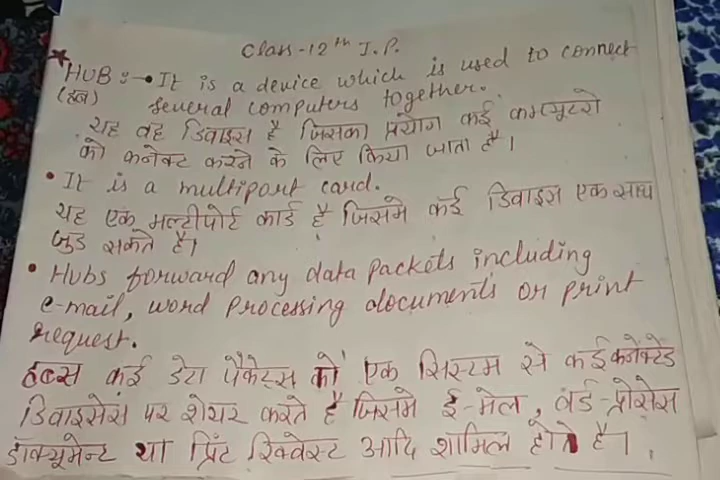 Class-12th I.P.
* HUB :- • It is a device which is used to connect
(हब) several computers together.
यह वह डिवाइस है जिसका प्रयोग कई कम्प्यूटरो
को कनेक्ट करने के लिए किया जाता है।
• It is a multiport card.
यह एक मल्टीपोर्ट कार्ड है जिसमे कई डिवाइस एक साथ
जुड सकते है।
• Hubs forward any data packets including
e-mail, word processing documents or print
request.
हब्स कई डेटा पैकेट्स को एक सिस्टम से कई कनेक्टेड
डिवाइसेस पर शेयर करते है जिसमे ई-मेल, वर्ड-प्रोसेस
डॉक्यूमेन्ट या प्रिंट रिक्वेस्ट आदि शामिल होते है।